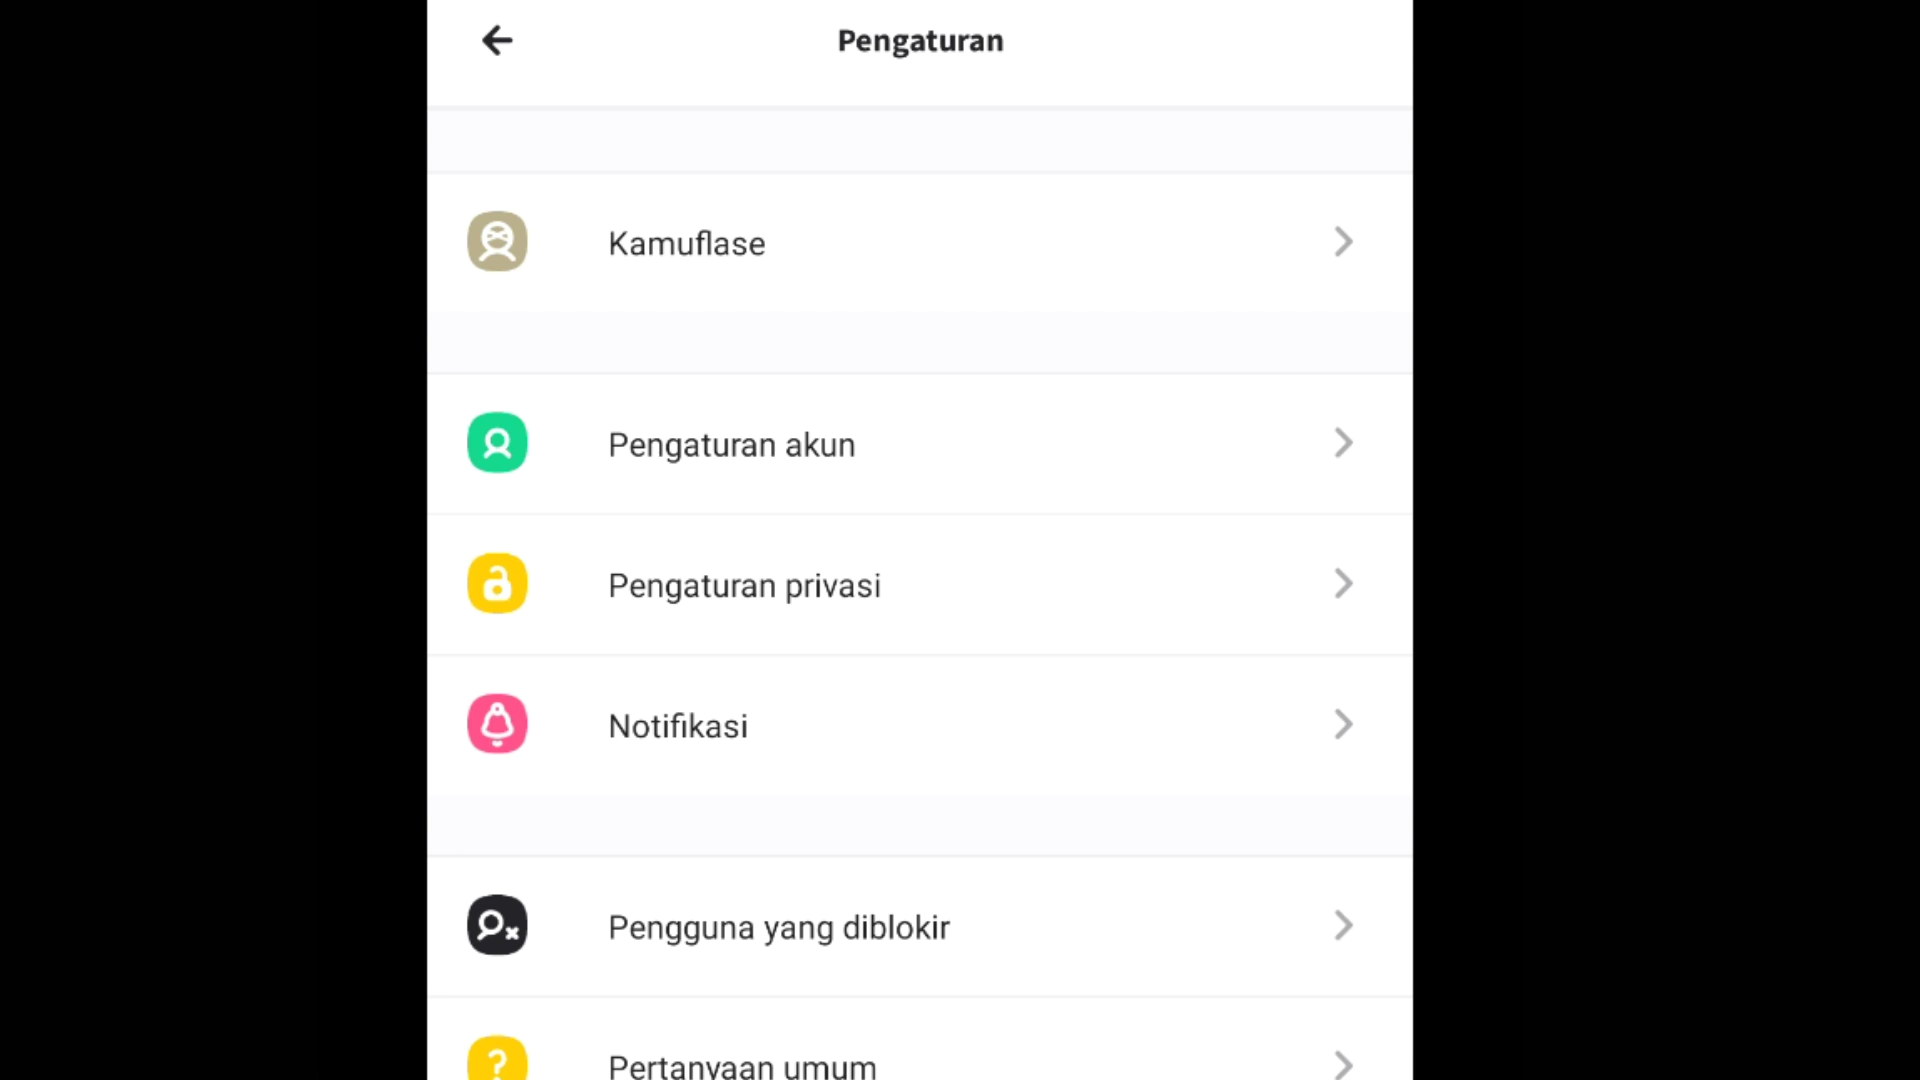 Pengaturan
Kamuflase
Pengaturan akun
Pengaturan privasi
Notifikasi
Pengguna yang diblokir
Pertanyaan umum